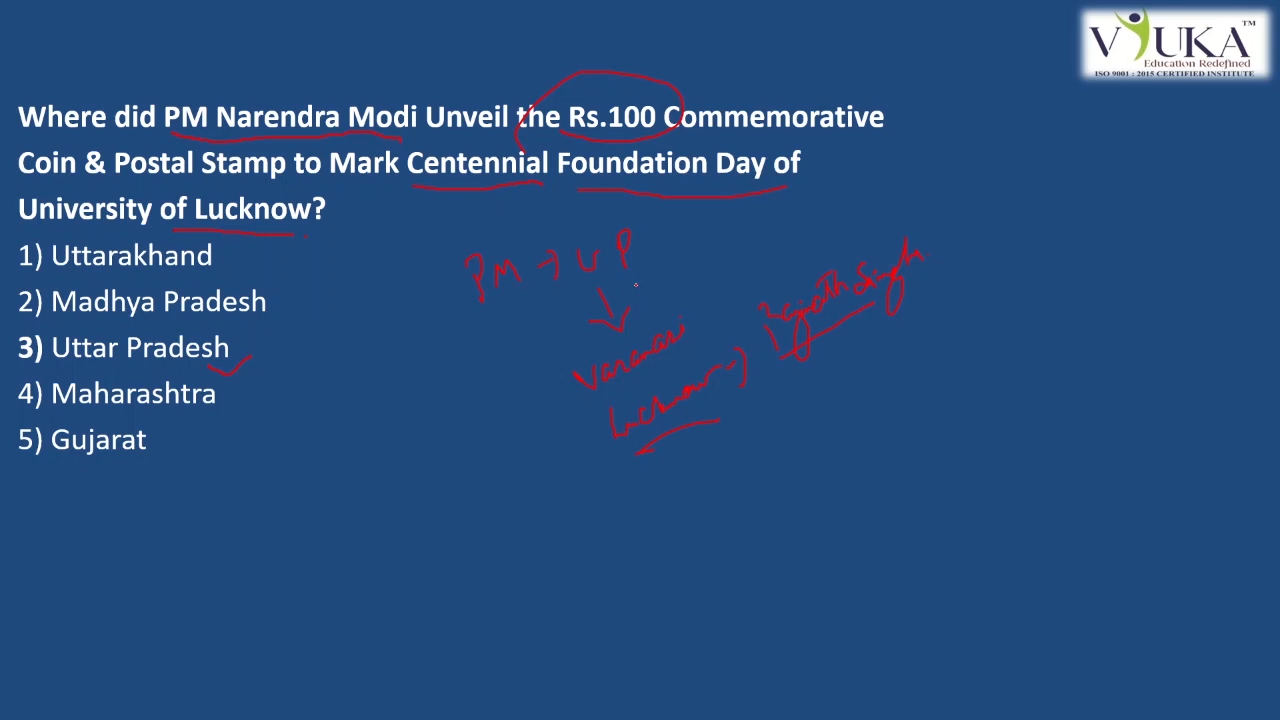 VIUKA™
Education Redefined
ISO 9001 : 2015 CERTIFIED INSTITUTE
Where did PM Narendra Modi Unveil the Rs.100 Commemorative
Coin & Postal Stamp to Mark Centennial Foundation Day of
University of Lucknow?
1) Uttarakhand
2) Madhya Pradesh
3) Uttar Pradesh
4) Maharashtra
5) Gujarat
PM → UP
Varanasi
Lucknow →
Singh